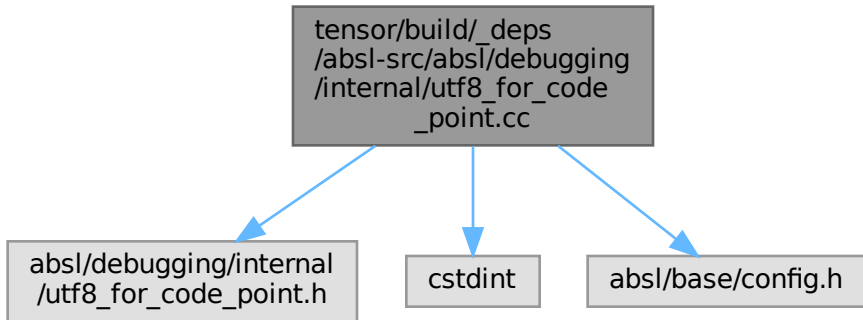 tensor/build/_deps
/absl-src/absl/debugging
/internal/utf8_for_code
_point.cc
absl/debugging/internal
/utf8_for_code_point.h
cstdint
absl/base/config.h